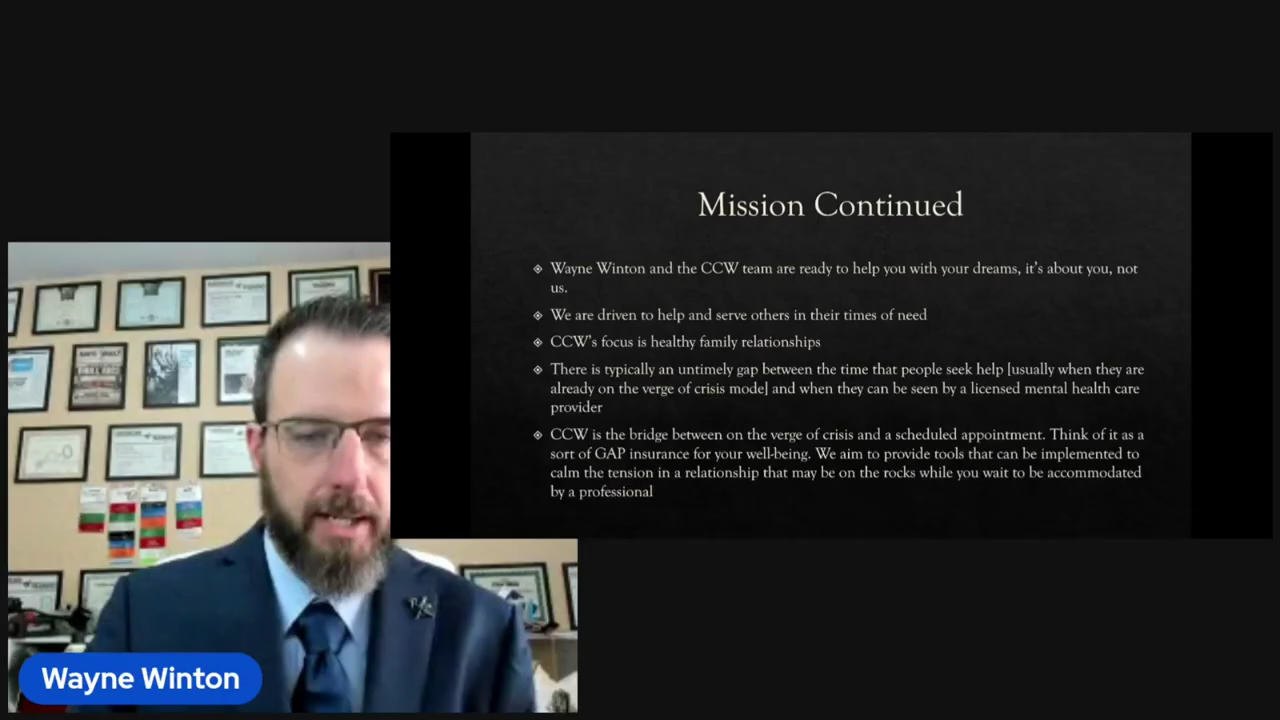 Mission Continued
Wayne Winton and the CCW team are ready to help you with your dreams, it's about you, not
us.
We are driven to help and serve others in their times of need
CCW's focus is healthy family relationships
There is typically an untimely gap between the time that people seek help [usually when they are
already on the verge of crisis mode] and when they can be seen by a licensed mental health care
provider
CCW is the bridge between on the verge of crisis and a scheduled appointment. Think of it as a
sort of GAP insurance for your well-being. We aim to provide tools that can be implemented to
calm the tension in a relationship that may be on the rocks while you wait to be accommodated
by a professional
Wayne Winton